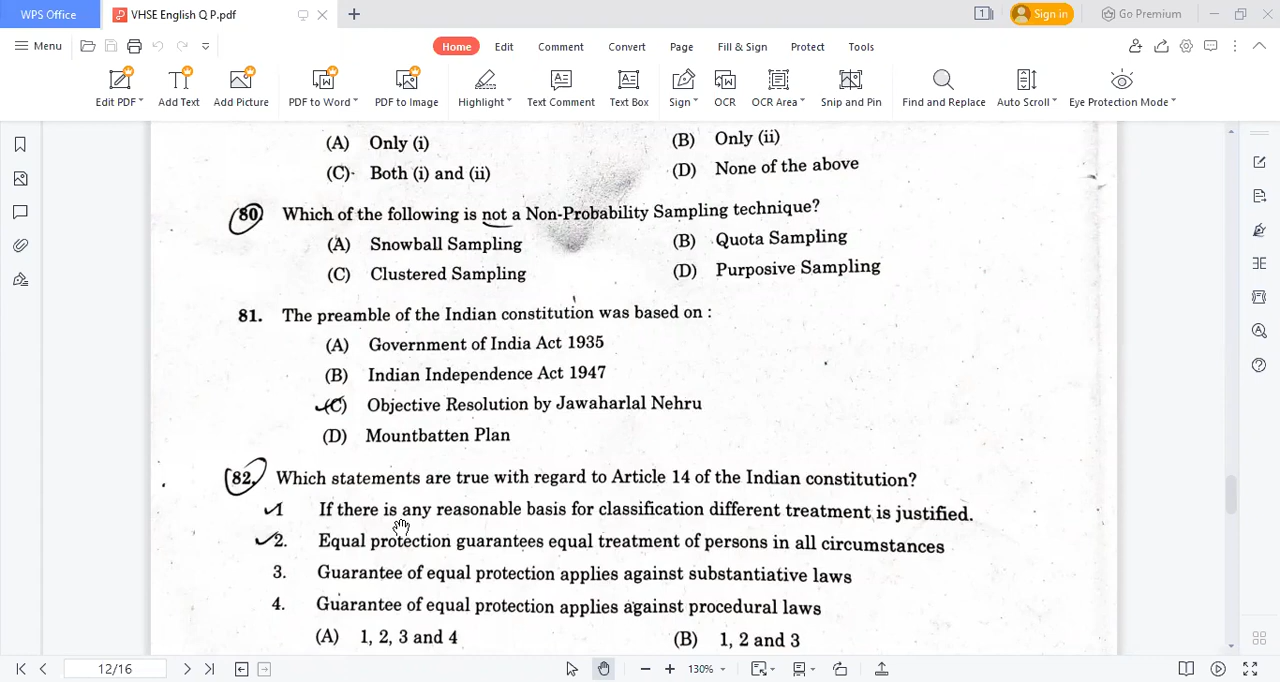 WPS Office
VHSE English Q P.pdf
Sign in
Go Premium
Menu
Home Edit Comment Convert Page Fill & Sign Protect Tools
Edit PDF Add Text Add Picture PDF to Word PDF to Image Highlight Text Comment Text Box Sign OCR OCR Area Snip and Pin Find and Replace Auto Scroll Eye Protection Mode
(A) Only (i) (B) Only (ii)
(C) Both (i) and (ii) (D) None of the above
80. Which of the following is not a Non-Probability Sampling technique?
(A) Snowball Sampling (B) Quota Sampling
(C) Clustered Sampling (D) Purposive Sampling
81. The preamble of the Indian constitution was based on :
(A) Government of India Act 1935
(B) Indian Independence Act 1947
(C) Objective Resolution by Jawaharlal Nehru
(D) Mountbatten Plan
82. Which statements are true with regard to Article 14 of the Indian constitution?
1 If there is any reasonable basis for classification different treatment is justified.
2. Equal protection guarantees equal treatment of persons in all circumstances
3. Guarantee of equal protection applies against substantiative laws
4. Guarantee of equal protection applies against procedural laws
(A) 1, 2, 3 and 4 (B) 1, 2 and 3
12/16 130%